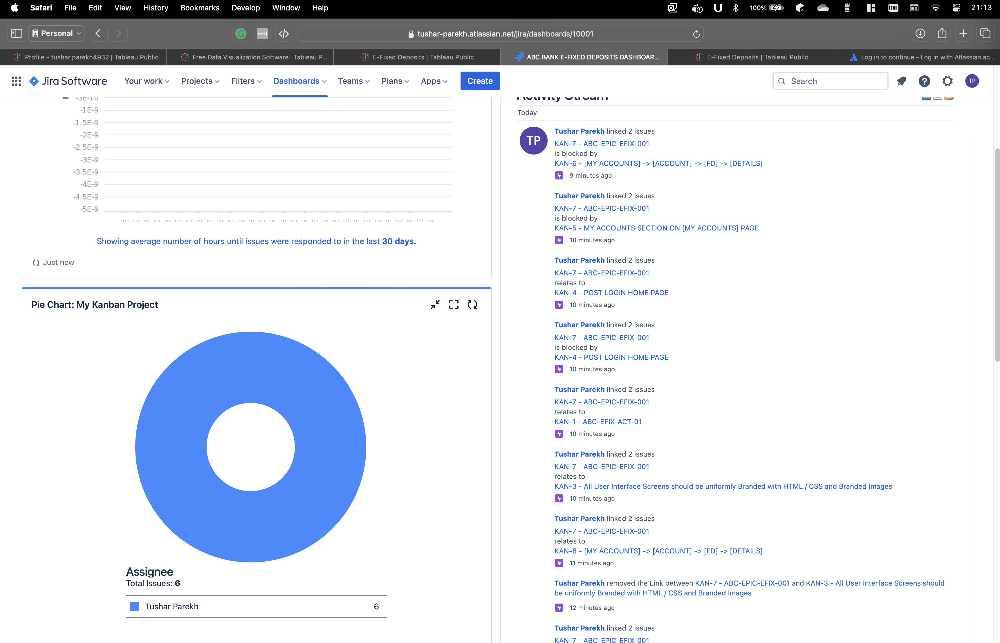 Safari File Edit View History Bookmarks Develop Window Help
100%
21:13
Personal
tushar-parekh.atlassian.net/jira/dashboards/10001
Profile - tushar.parekh4932 | Tableau Public
Free Data Visualization Software | Tableau P...
E-Fixed Deposits | Tableau Public
ABC BANK E-FIXED DEPOSITS DASHBOAR...
E-Fixed Deposits | Tableau Public
Log in to continue - Log in with Atlassian ac...
Jira Software
Your work
Projects
Filters
Dashboards
Teams
Plans
Apps
Create
Search
TP
-5E-10
-1E-9
-1.5E-9
-2E-9
-2.5E-9
-3E-9
-3.5E-9
-4E-9
-4.5E-9
-5E-9
... ... ... ... ... ... ... ... ... ... ... ... ... ... ... ... ... ... ... ... ... ... ... ... ... ... ... ... ... ...
Showing average number of hours until issues were responded to in the last 30 days.
Just now
Pie Chart: My Kanban Project
Assignee
Total Issues: 6
Tushar Parekh 6
Activity Stream
Today
TP
Tushar Parekh linked 2 issues
KAN-7 - ABC-EPIC-EFIX-001
is blocked by
KAN-6 - [MY ACCOUNTS] -> [ACCOUNT] -> [FD] -> [DETAILS]
9 minutes ago
Tushar Parekh linked 2 issues
KAN-7 - ABC-EPIC-EFIX-001
is blocked by
KAN-5 - MY ACCOUNTS SECTION ON [MY ACCOUNTS] PAGE
10 minutes ago
Tushar Parekh linked 2 issues
KAN-7 - ABC-EPIC-EFIX-001
relates to
KAN-4 - POST LOGIN HOME PAGE
10 minutes ago
Tushar Parekh linked 2 issues
KAN-7 - ABC-EPIC-EFIX-001
is blocked by
KAN-4 - POST LOGIN HOME PAGE
10 minutes ago
Tushar Parekh linked 2 issues
KAN-7 - ABC-EPIC-EFIX-001
relates to
KAN-1 - ABC-EFIX-ACT-01
10 minutes ago
Tushar Parekh linked 2 issues
KAN-7 - ABC-EPIC-EFIX-001
relates to
KAN-3 - All User Interface Screens should be uniformly Branded with HTML / CSS and Branded Images
10 minutes ago
Tushar Parekh linked 2 issues
KAN-7 - ABC-EPIC-EFIX-001
relates to
KAN-6 - [MY ACCOUNTS] -> [ACCOUNT] -> [FD] -> [DETAILS]
11 minutes ago
Tushar Parekh removed the Link between KAN-7 - ABC-EPIC-EFIX-001 and KAN-3 - All User Interface Screens should
be uniformly Branded with HTML / CSS and Branded Images
12 minutes ago
Tushar Parekh linked 2 issues
KAN-7 - ABC-EPIC-EFIX-001